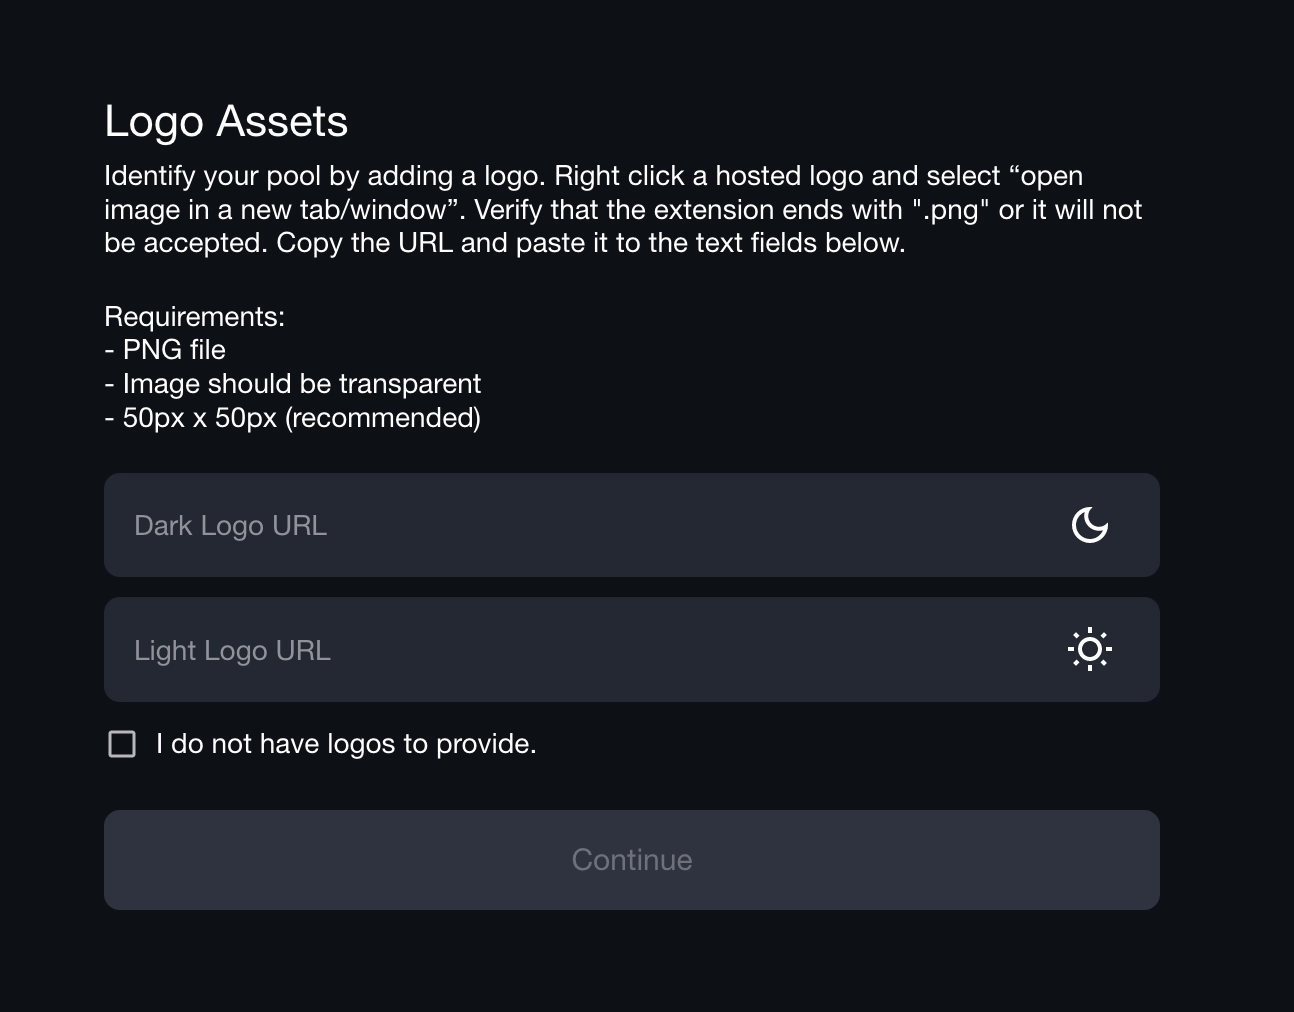 Logo Assets
Identify your pool by adding a logo. Right click a hosted logo and select “open
image in a new tab/window”. Verify that the extension ends with ".png" or it will not
be accepted. Copy the URL and paste it to the text fields below.
Requirements:
- PNG file
- Image should be transparent
- 50px x 50px (recommended)
Dark Logo URL
Light Logo URL
I do not have logos to provide.
Continue